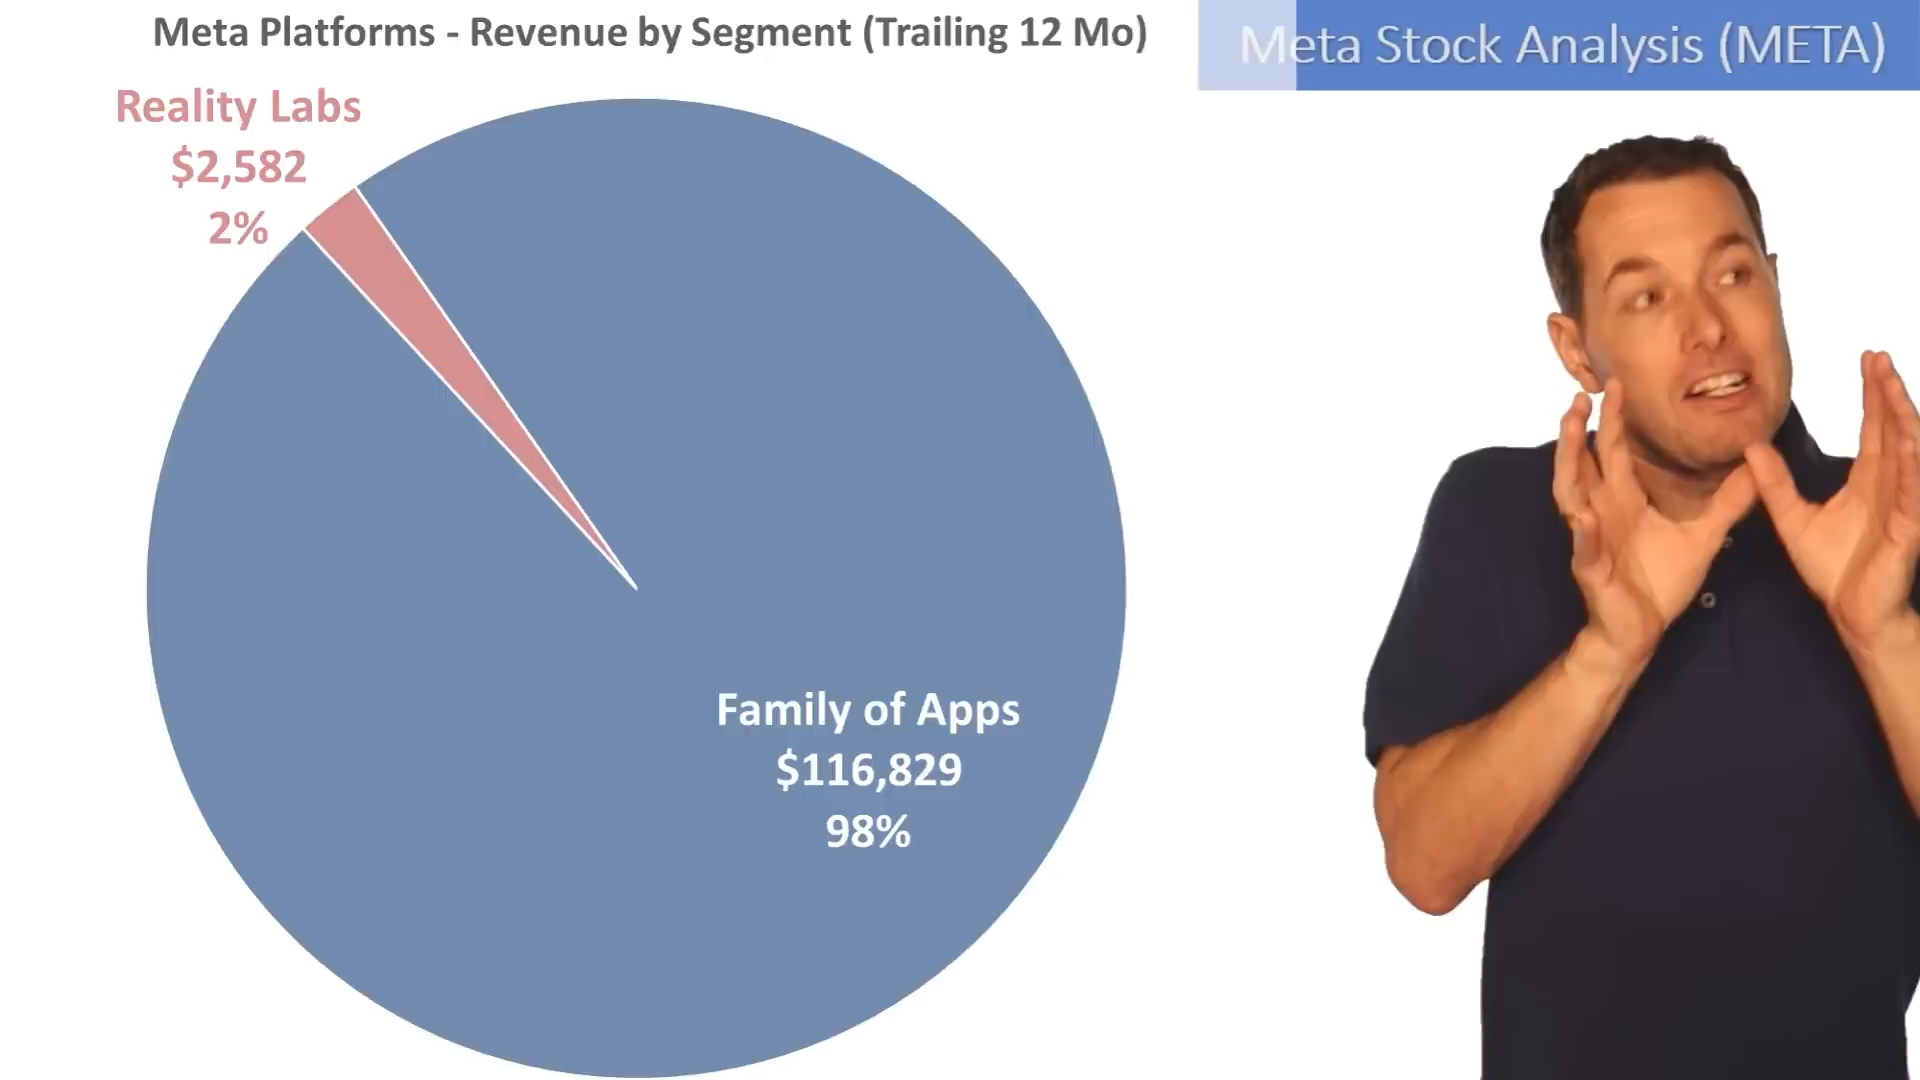 Meta Platforms - Revenue by Segment (Trailing 12 Mo)
Meta Stock Analysis (META)
Reality Labs
$2,582
2%
Family of Apps
$116,829
98%